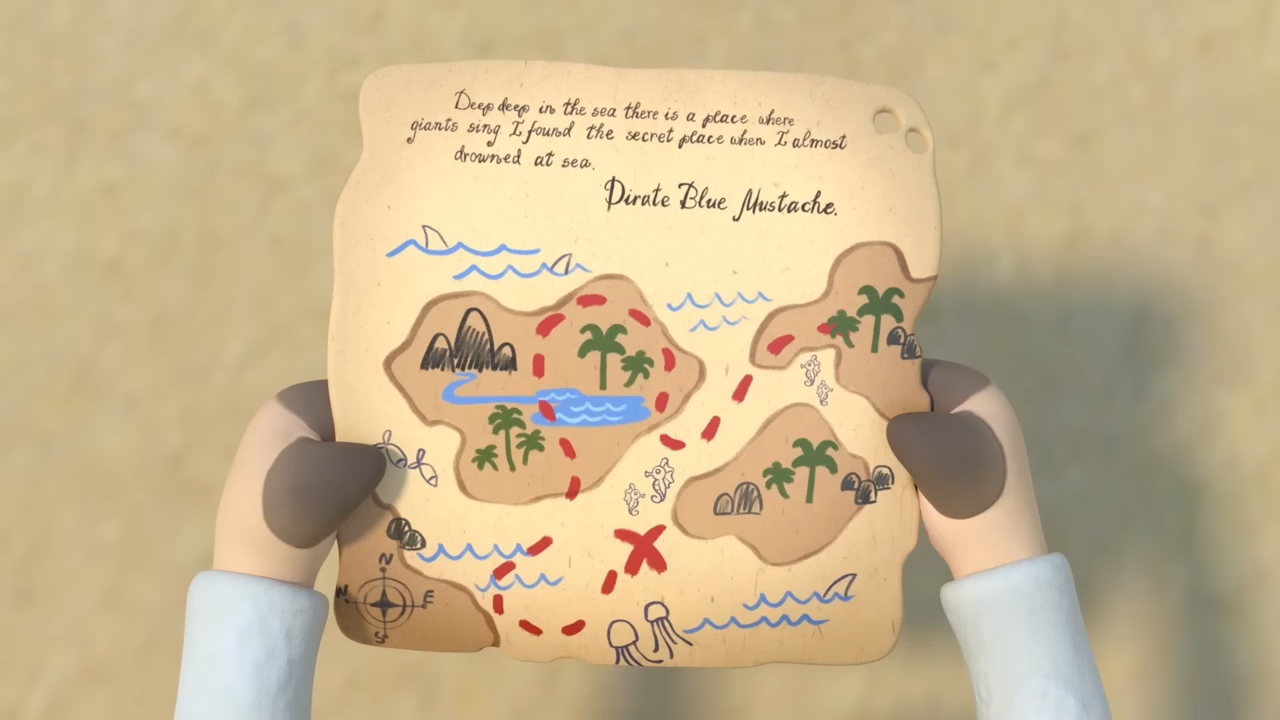 Deep deep in the sea there is a place where
giants sing. I found the secret place when I almost
drowned at sea.
Pirate Blue Mustache.
N
W E
S